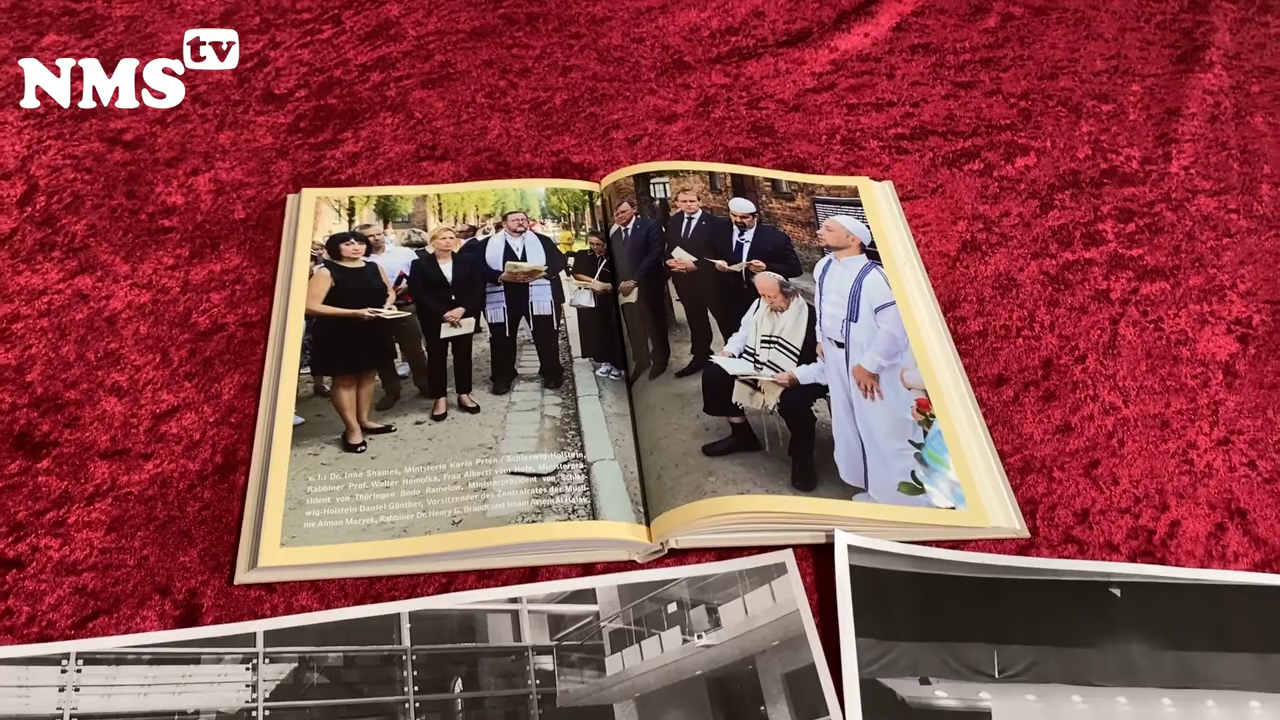 NMS tv
v. l.: Dr. Inna Shames, Ministerin Karin Prien / Schleswig-Holstein,
Rabbiner Prof. Walter Homolka, Frau Alberti vom Hofe, Ministerprä-
sident von Thüringen Bodo Ramelow, Ministerpräsident von Schles-
wig-Holstein Daniel Günther, Vorsitzender des Zentralrates der Musli-
me Aiman Mazyek, Rabbiner Dr. Henry G. Brandt und Imam